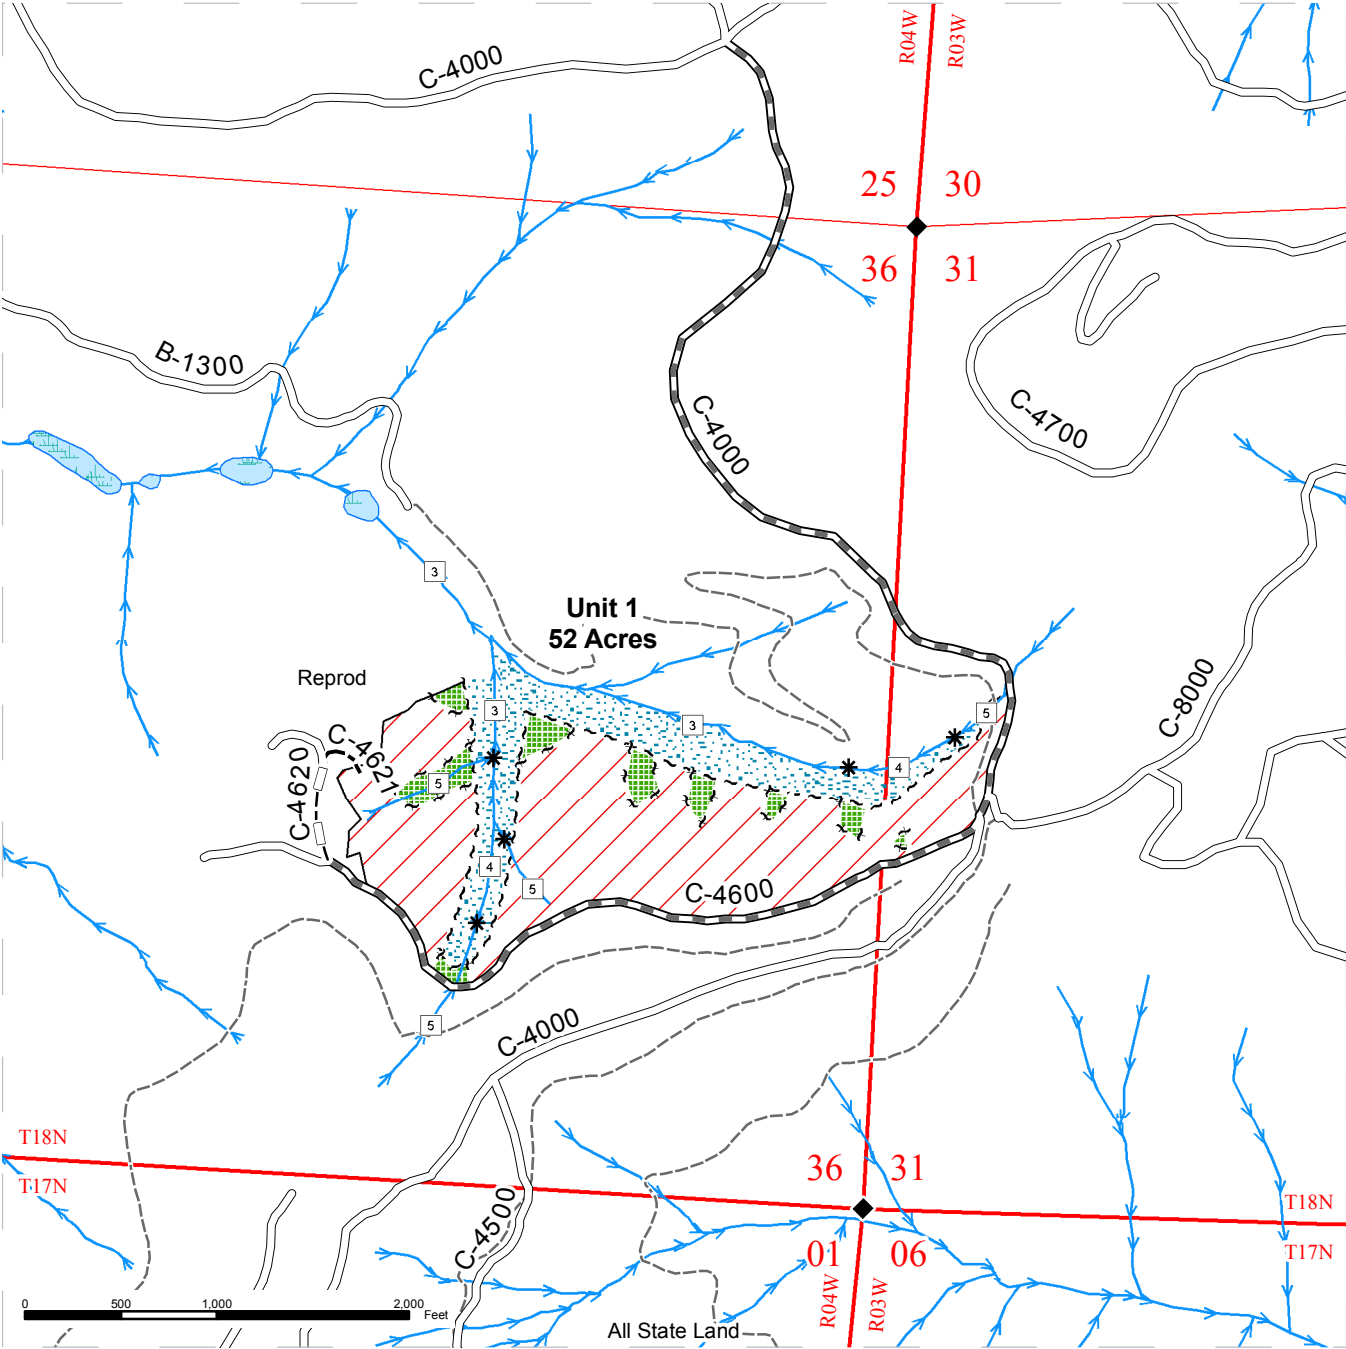 R04W
R03W
C-4000
25
30
36
31
B-1300
C-4000
C-4700
3
Unit 1
52 Acres
Reprod
C-8000
3
3
5
C-4621
C-4620
5
4
4
5
C-4600
5
C-4000
T18N
T17N
36
31
T18N
T17N
C-4500
01
06
R04W
R03W
0
500
1,000
2,000
Feet
All State Land